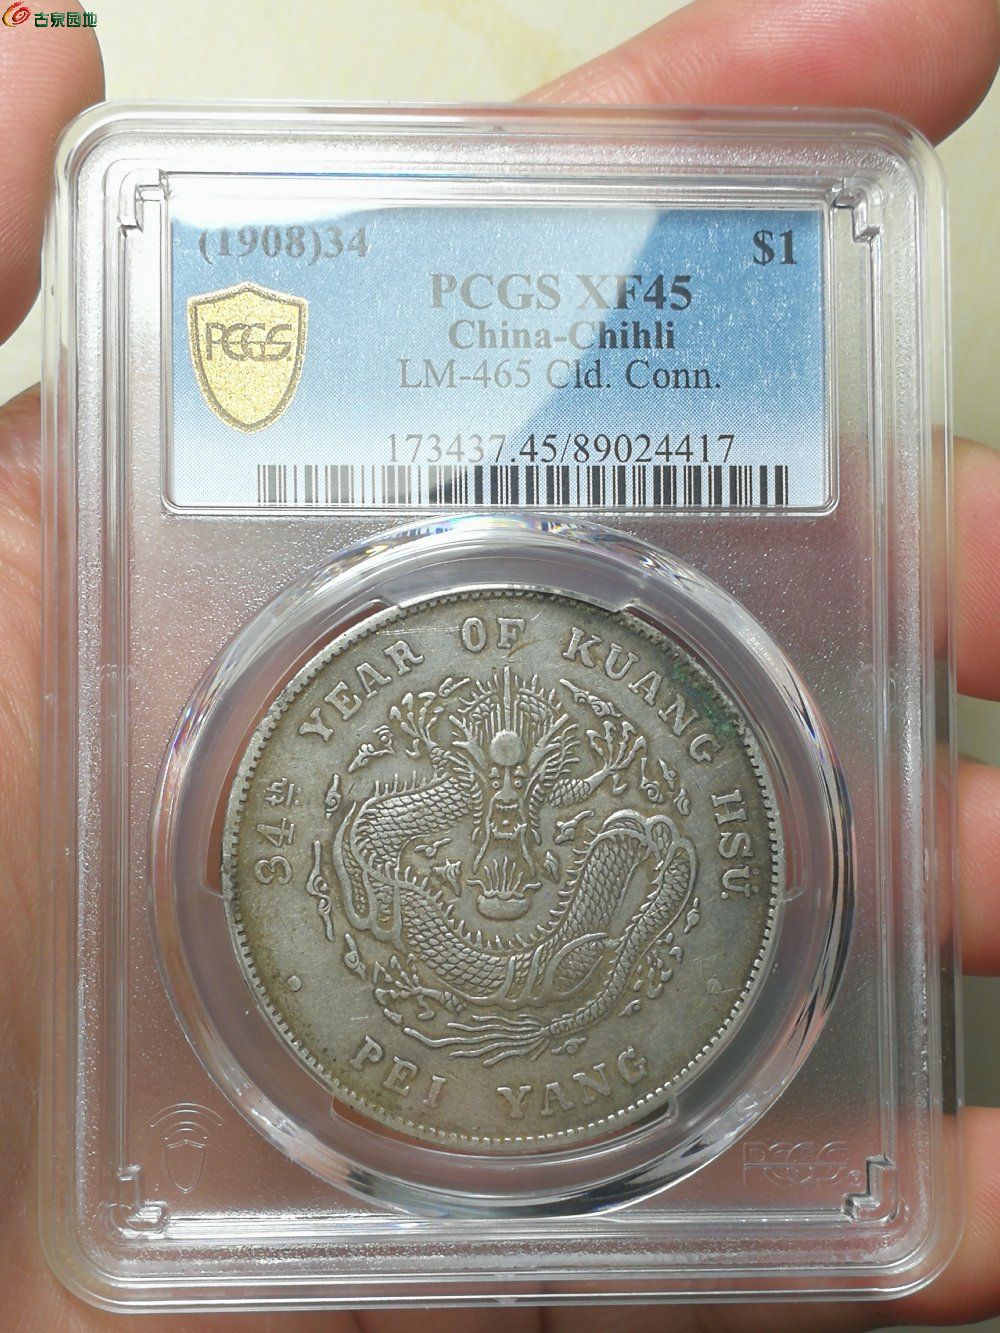 古泉园地
(1908)34 $1
PCGS XF45
China-Chihli
LM-465 Cld. Conn.
PCGS
173437.45/89024417
34th YEAR OF KUANG HSÜ.
PEI YANG
PCGS